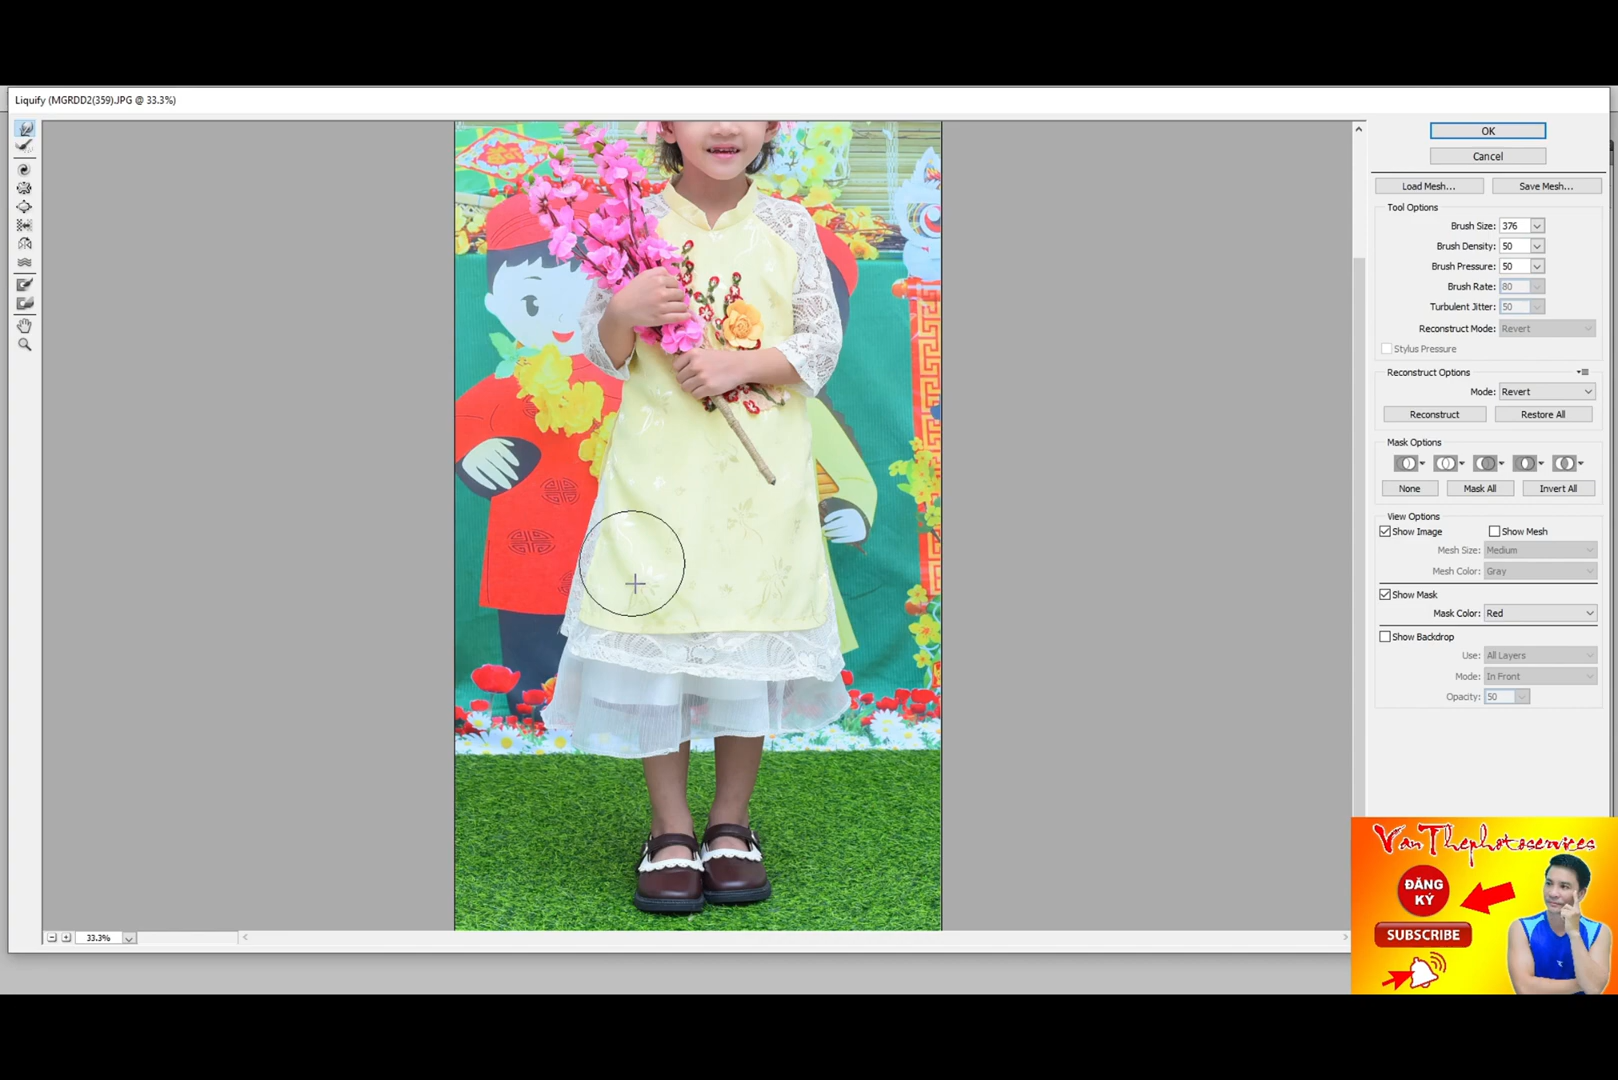 Liquify (MGRDD2(359).JPG @ 33.3%)
OK
Cancel
Load Mesh...
Save Mesh...
Tool Options
Brush Size: 376
Brush Density: 50
Brush Pressure: 50
Brush Rate: 80
Turbulent Jitter: 50
Reconstruct Mode: Revert
Stylus Pressure
Reconstruct Options
Mode: Revert
Reconstruct
Restore All
Mask Options
None
Mask All
Invert All
View Options
Show Image
Show Mesh
Mesh Size: Medium
Mesh Color: Gray
Show Mask
Mask Color: Red
Show Backdrop
Use: All Layers
Mode: In Front
Opacity: 50
33.3%
Van Thephotoservices
ĐĂNG
KÝ
SUBSCRIBE